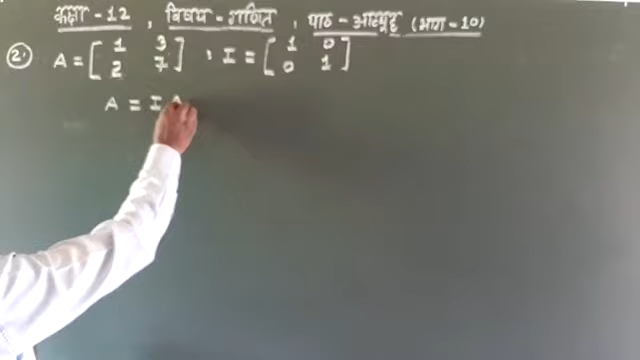 कक्षा - 12 , विषय - गणित , पाठ - आव्यूह (भाग - 10)
2. A = [ 1 3 2 7 ] , I = [ 1 0 0 1 ]
A = I A